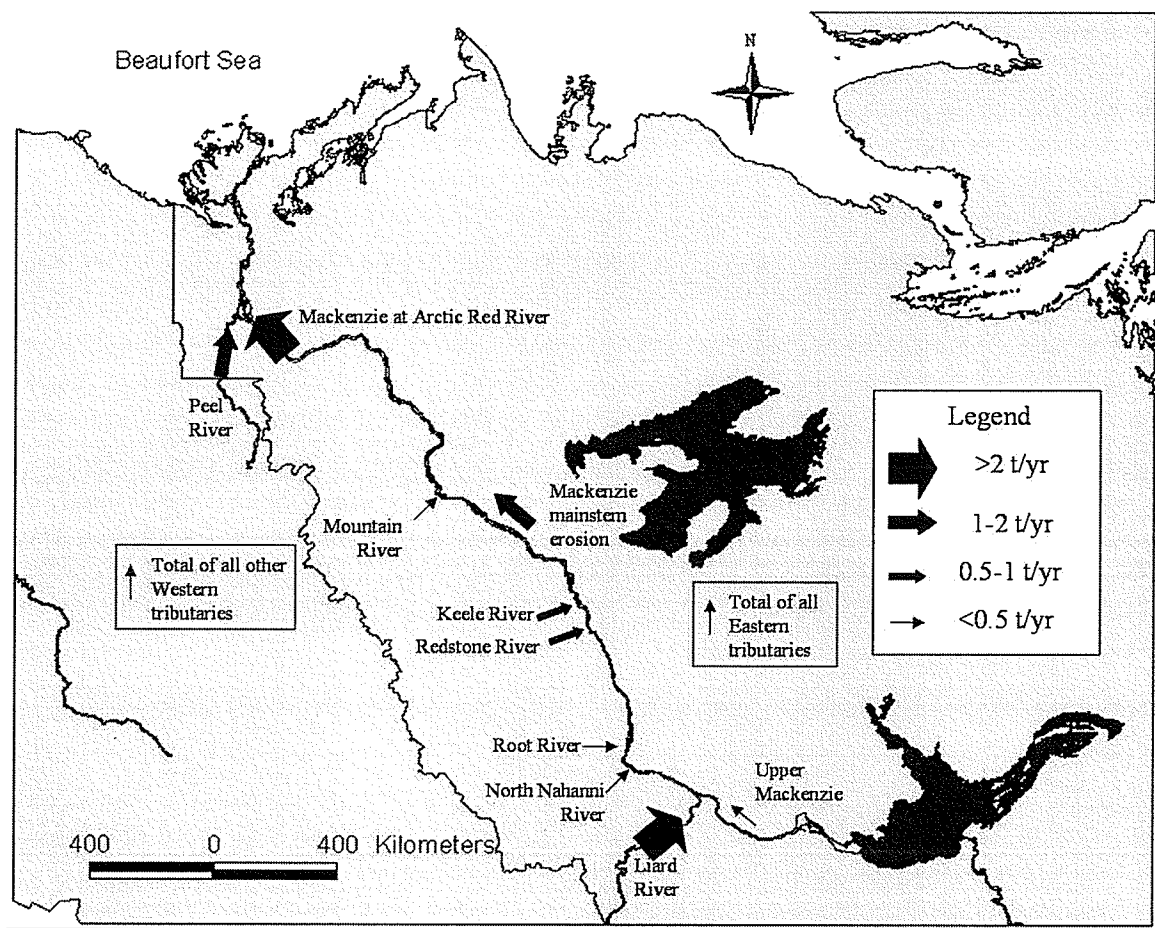 Beaufort Sea
N
Mackenzie at Arctic Red River
Peel
River
Legend
>2 t/yr
1-2 t/yr
0.5-1 t/yr
<0.5 t/yr
Mackenzie
mainstem
erosion
Mountain
River
Total of all other
Western
tributaries
Keele River
Redstone River
Total of all
Eastern
tributaries
Root River
North Nahanni
River
Upper
Mackenzie
Liard
River
400 0 400 Kilometers